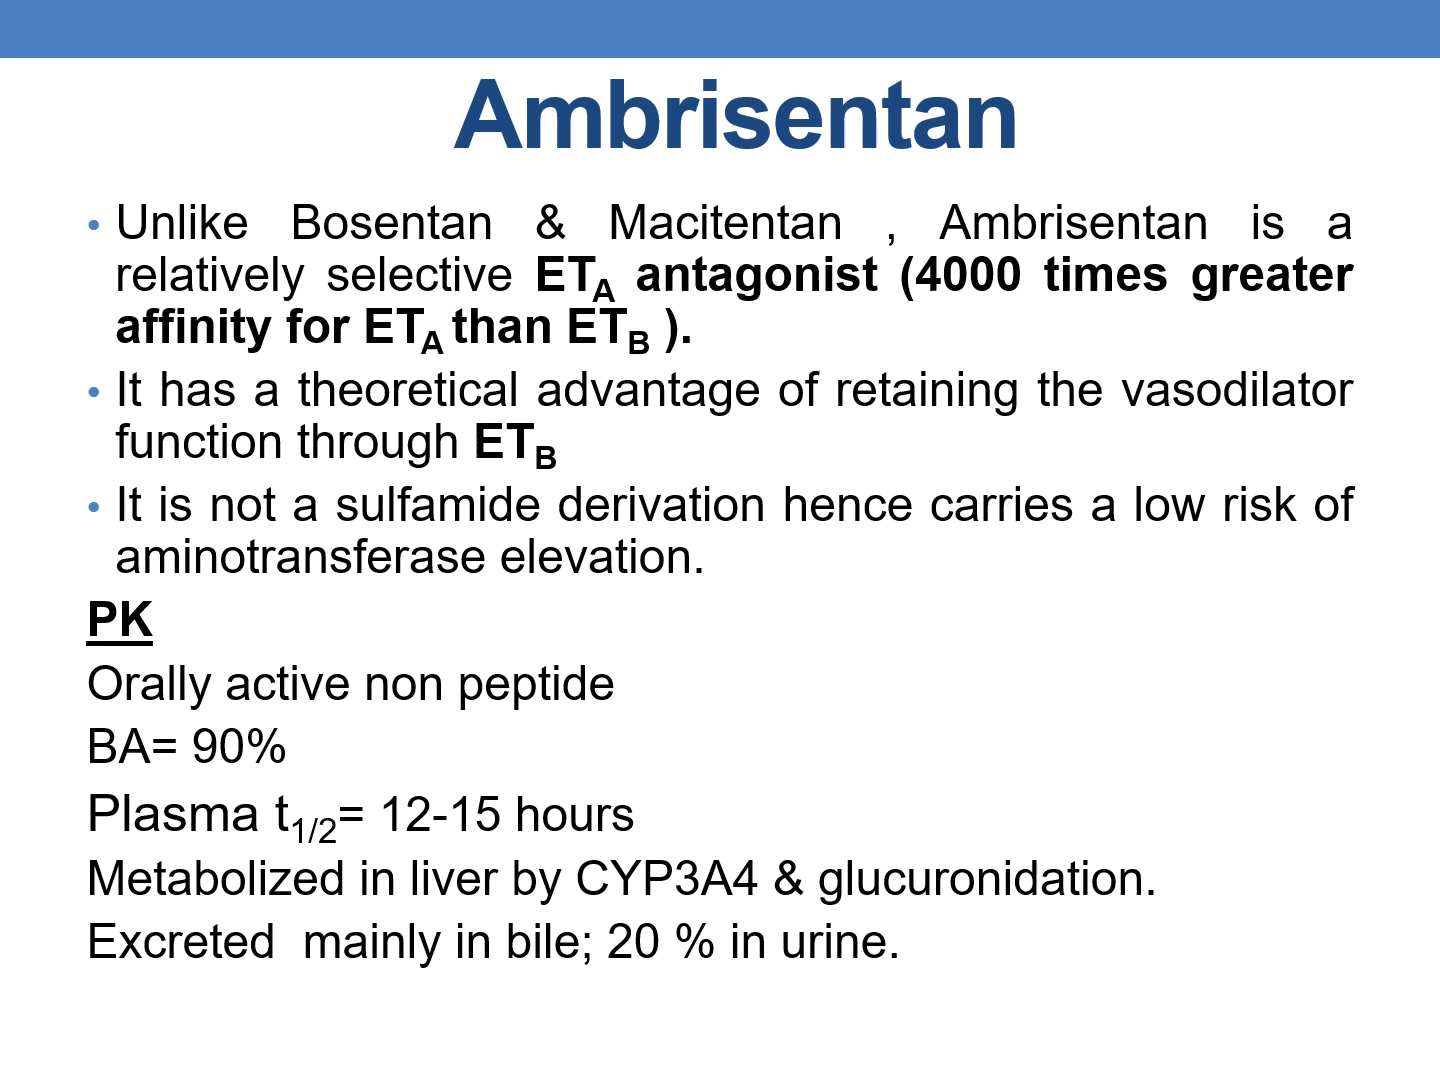 Ambrisentan
• Unlike Bosentan & Macitentan , Ambrisentan is a
relatively selective ETA antagonist (4000 times greater
affinity for ETA than ETB ).
• It has a theoretical advantage of retaining the vasodilator
function through ETB
• It is not a sulfamide derivation hence carries a low risk of
aminotransferase elevation.
PK
Orally active non peptide
BA= 90%
Plasma t1/2= 12-15 hours
Metabolized in liver by CYP3A4 & glucuronidation.
Excreted  mainly in bile; 20 % in urine.